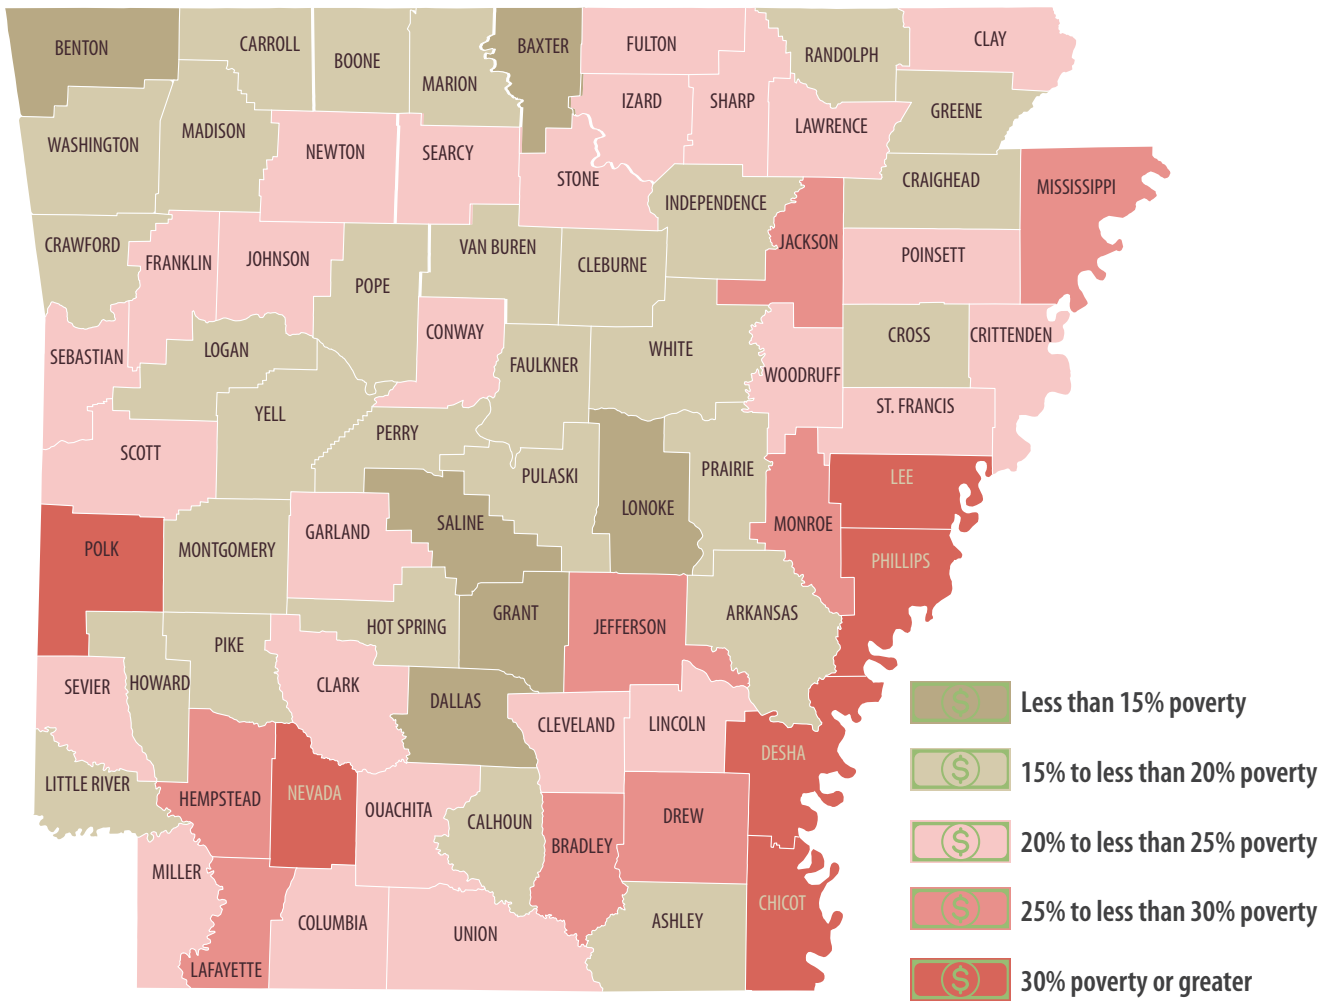 BENTON
CARROLL
BOONE
MARION
BAXTER
FULTON
RANDOLPH
CLAY
WASHINGTON
MADISON
NEWTON
SEARCY
STONE
IZARD
SHARP
LAWRENCE
GREENE
CRAIGHEAD
MISSISSIPPI
INDEPENDENCE
JACKSON
POINSETT
CRAWFORD
FRANKLIN
JOHNSON
POPE
VAN BUREN
CLEBURNE
SEBASTIAN
LOGAN
CONWAY
FAULKNER
WHITE
WOODRUFF
CROSS
CRITTENDEN
ST. FRANCIS
SCOTT
YELL
PERRY
PULASKI
LONOKE
PRAIRIE
MONROE
LEE
POLK
MONTGOMERY
GARLAND
SALINE
PHILLIPS
HOT SPRING
GRANT
JEFFERSON
ARKANSAS
SEVIER
HOWARD
PIKE
CLARK
DALLAS
CLEVELAND
LINCOLN
DESHA
LITTLE RIVER
HEMPSTEAD
NEVADA
OUACHITA
CALHOUN
BRADLEY
DREW
MILLER
LAFAYETTE
COLUMBIA
UNION
ASHLEY
CHICOT
$ Less than 15% poverty
$ 15% to less than 20% poverty
$ 20% to less than 25% poverty
$ 25% to less than 30% poverty
$ 30% poverty or greater